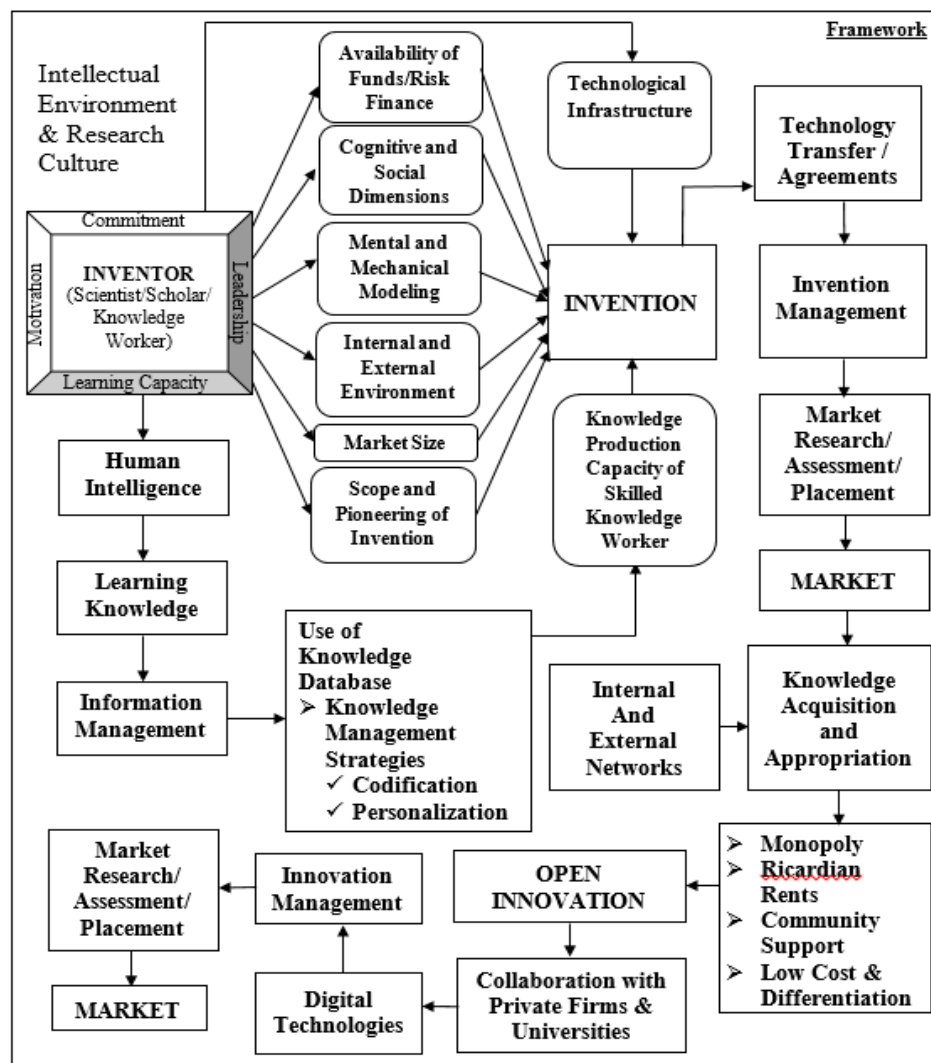 Framework
Intellectual
Environment
& Research
Culture
Availability of
Funds/Risk
Finance
Technological
Infrastructure
Technology
Transfer /
Agreements
Cognitive and
Social
Dimensions
Commitment
Motivation
INVENTOR
(Scientist/Scholar/
Knowledge
Worker)
Leadership
Learning Capacity
Mental and
Mechanical
Modeling
INVENTION
Invention
Management
Internal and
External
Environment
Market Size
Scope and
Pioneering of
Invention
Knowledge
Production
Capacity of
Skilled
Knowledge
Worker
Market
Research/
Assessment/
Placement
Human
Intelligence
MARKET
Learning
Knowledge
Use of
Knowledge
Database
➢ Knowledge
Management
Strategies
✓ Codification
✓ Personalization
Information
Management
Internal
And
External
Networks
Knowledge
Acquisition
and
Appropriation
➢ Monopoly
➢ Ricardian
Rents
➢ Community
Support
➢ Low Cost &
Differentiation
OPEN
INNOVATION
Collaboration with
Private Firms &
Universities
Digital
Technologies
Innovation
Management
Market
Research/
Assessment/
Placement
MARKET